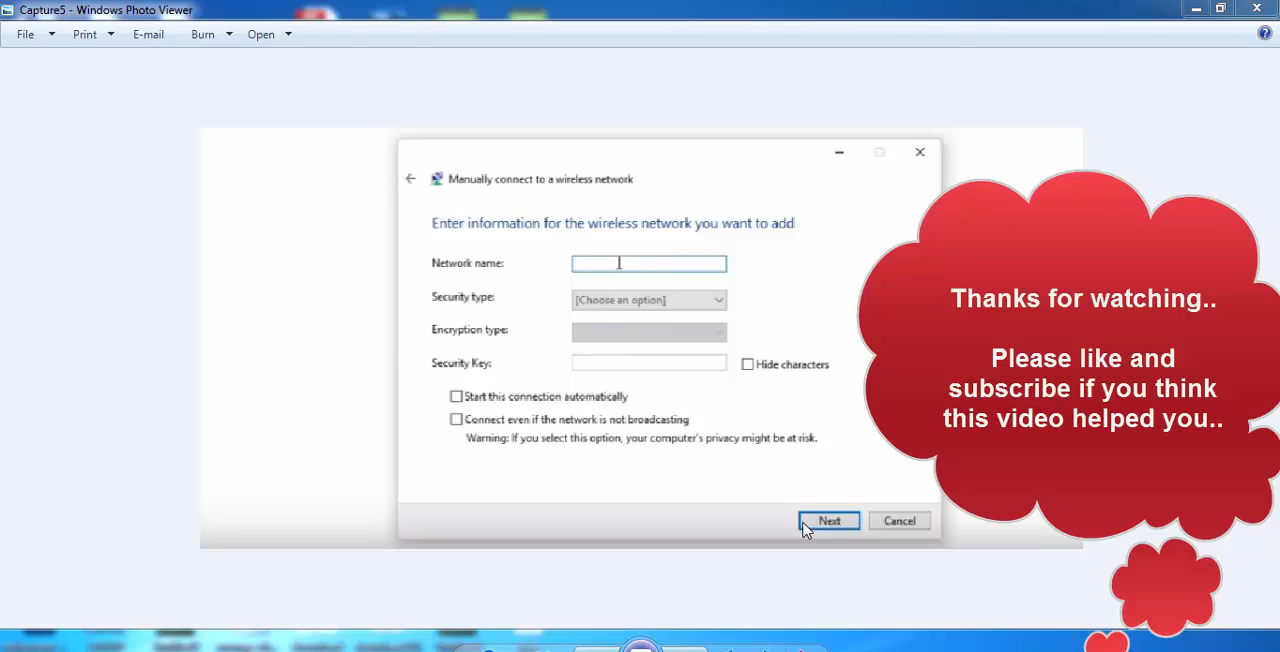 Capture5 - Windows Photo Viewer
File Print E-mail Burn Open
Manually connect to a wireless network
Enter information for the wireless network you want to add
Network name:
Security type: [Choose an option]
Encryption type:
Security Key: Hide characters
Start this connection automatically
Connect even if the network is not broadcasting
Warning: If you select this option, your computer's privacy might be at risk.
Next Cancel
Thanks for watching..
Please like and
subscribe if you think
this video helped you..